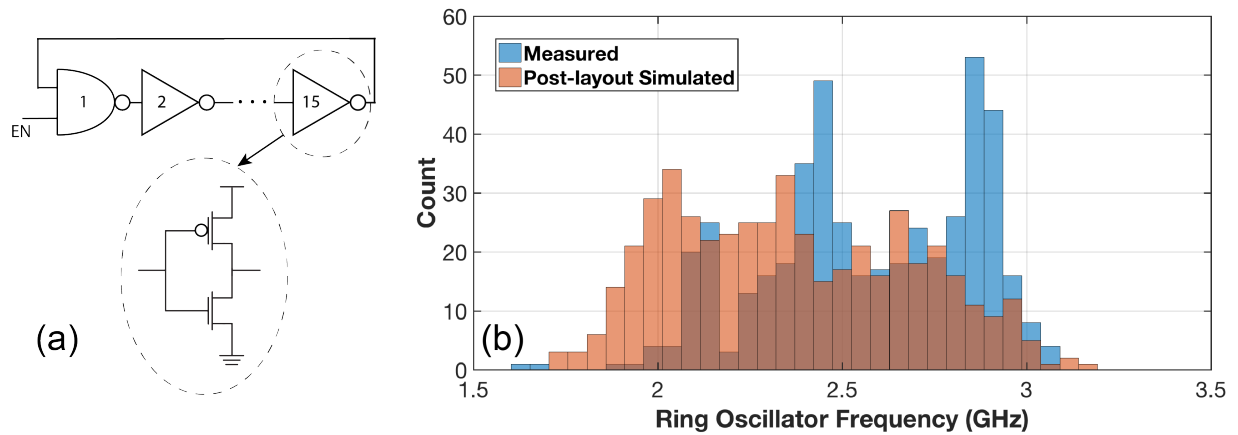 1
2
15
EN
(a)
Measured
Post-layout Simulated
60
50
40
30
20
10
0
Count
(b)
1.5
2
2.5
3
3.5
Ring Oscillator Frequency (GHz)